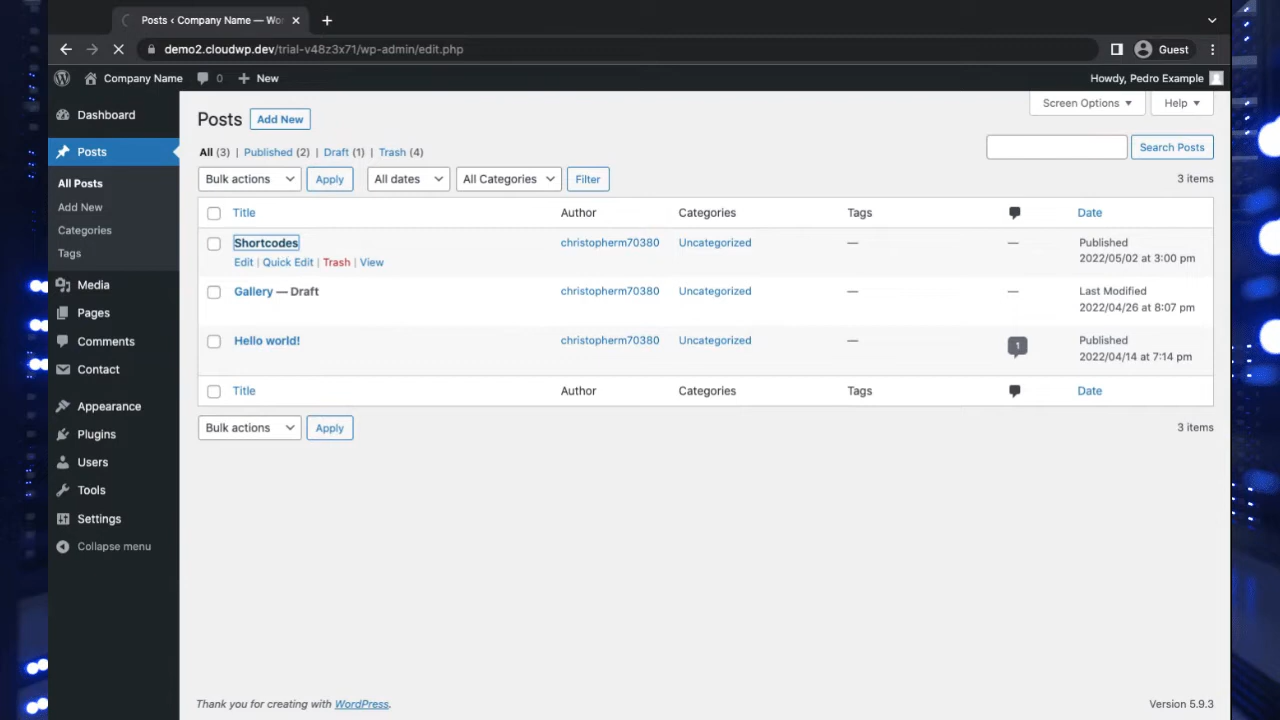 Posts ‹ Company Name — Wor
demo2.cloudwp.dev/trial-v48z3x71/wp-admin/edit.php
Guest
Company Name 0 New
Howdy, Pedro Example
Dashboard
Posts
All Posts
Add New
Categories
Tags
Media
Pages
Comments
Contact
Appearance
Plugins
Users
Tools
Settings
Collapse menu
Screen Options Help
Posts Add New
All (3) | Published (2) | Draft (1) | Trash (4)
Search Posts
Bulk actions Apply All dates All Categories Filter
3 items
Title Author Categories Tags Date
Shortcodes christopherm70380 Uncategorized — — Published
Edit | Quick Edit | Trash | View 2022/05/02 at 3:00 pm
Gallery — Draft christopherm70380 Uncategorized — — Last Modified
2022/04/26 at 8:07 pm
Hello world! christopherm70380 Uncategorized — 1 Published
2022/04/14 at 7:14 pm
Title Author Categories Tags Date
Bulk actions Apply 3 items
Thank you for creating with WordPress. Version 5.9.3